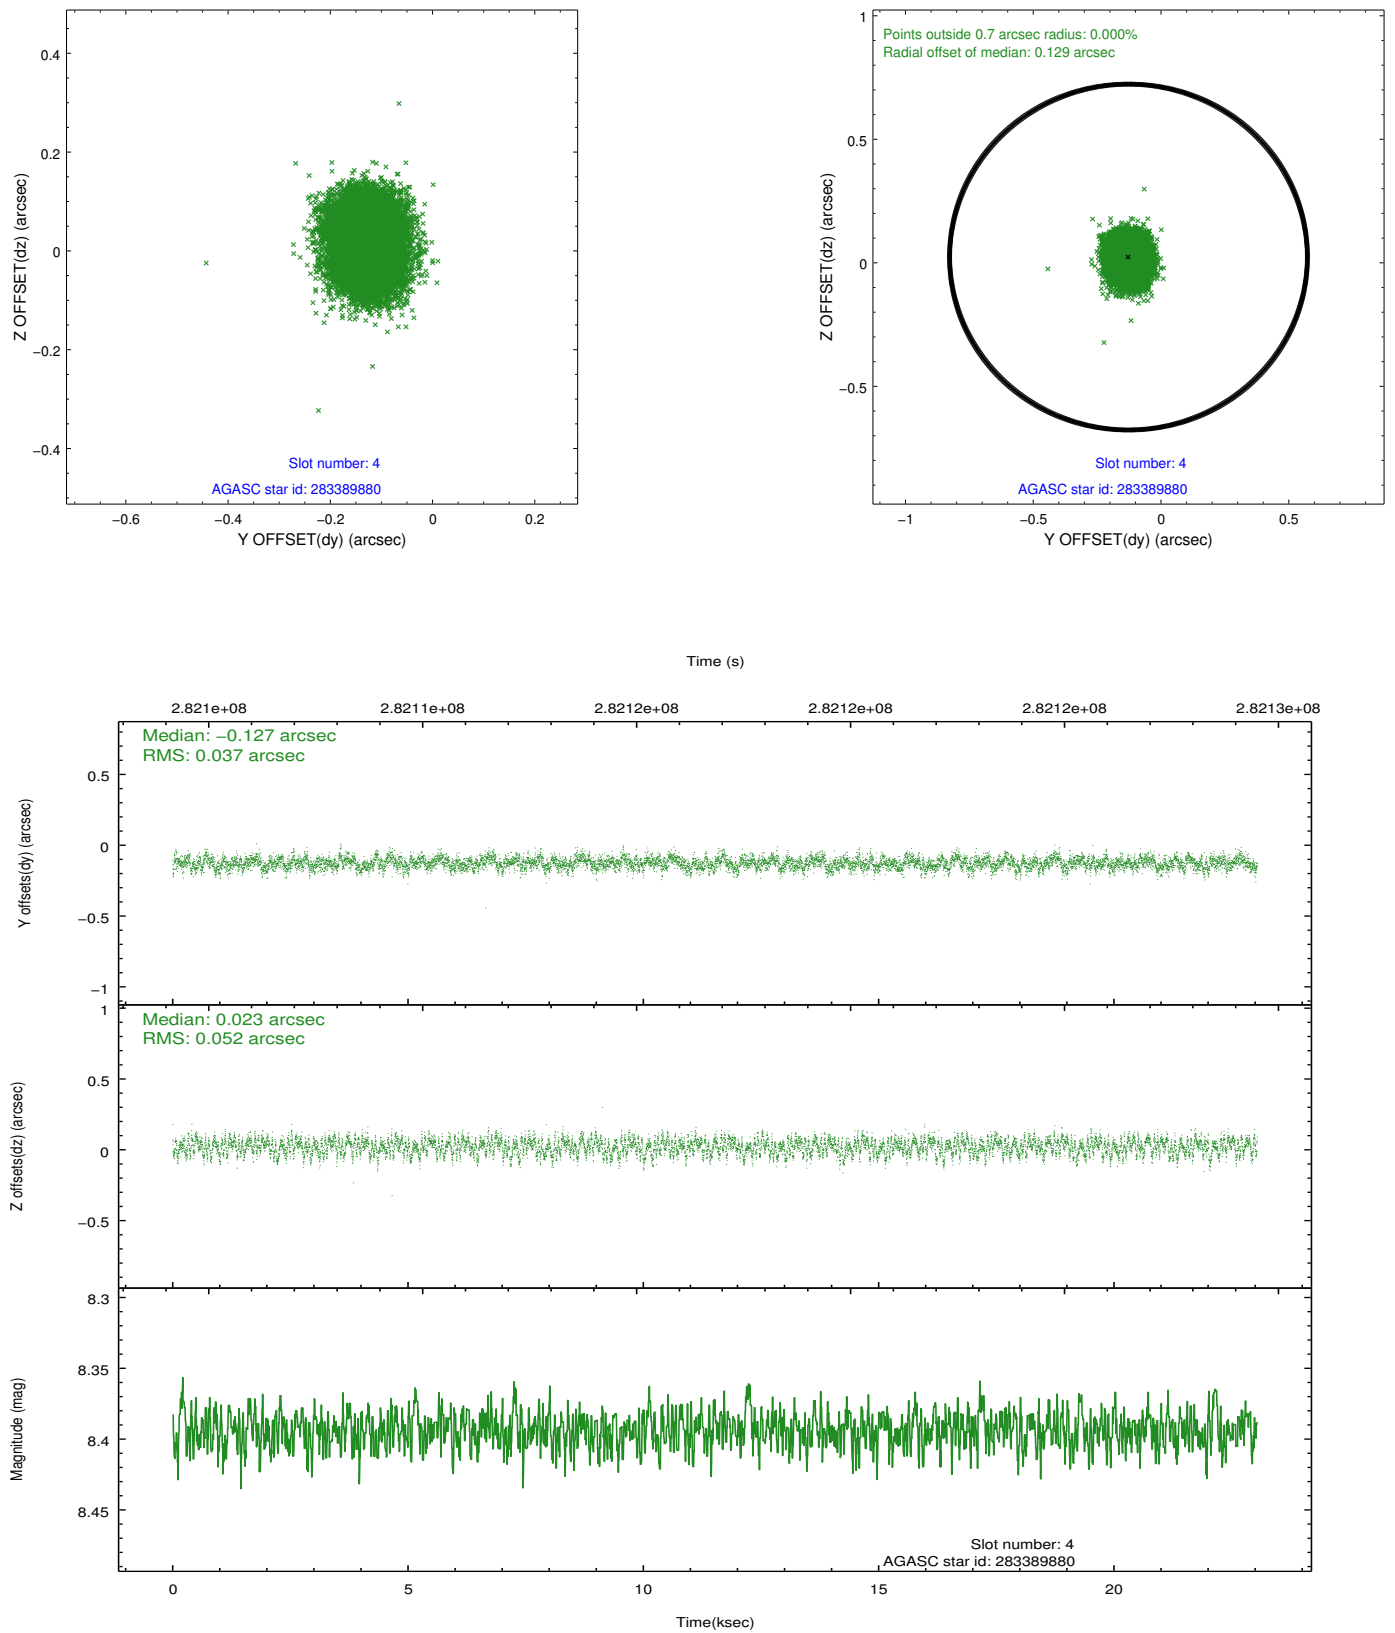 0.4
0.2
0
−0.2
−0.4
Z OFFSET(dz) (arcsec)
Slot number: 4
AGASC star id: 283389880
−0.6 −0.4 −0.2 0 0.2
Y OFFSET(dy) (arcsec)
Points outside 0.7 arcsec radius: 0.000%
Radial offset of median: 0.129 arcsec
1
0.5
0
−0.5
Z OFFSET(dz) (arcsec)
Slot number: 4
AGASC star id: 283389880
−1 −0.5 0 0.5
Y OFFSET(dy) (arcsec)
Time (s)
2.821e+08 2.8211e+08 2.8212e+08 2.8212e+08 2.8212e+08 2.8213e+08
Median: −0.127 arcsec
RMS: 0.037 arcsec
0.5
0
−0.5
−1
Y offsets(dy) (arcsec)
Median: 0.023 arcsec
RMS: 0.052 arcsec
1
0.5
0
−0.5
Z offsets(dz) (arcsec)
8.3
8.35
8.4
8.45
Magnitude (mag)
Slot number: 4
AGASC star id: 283389880
0 5 10 15 20
Time(ksec)